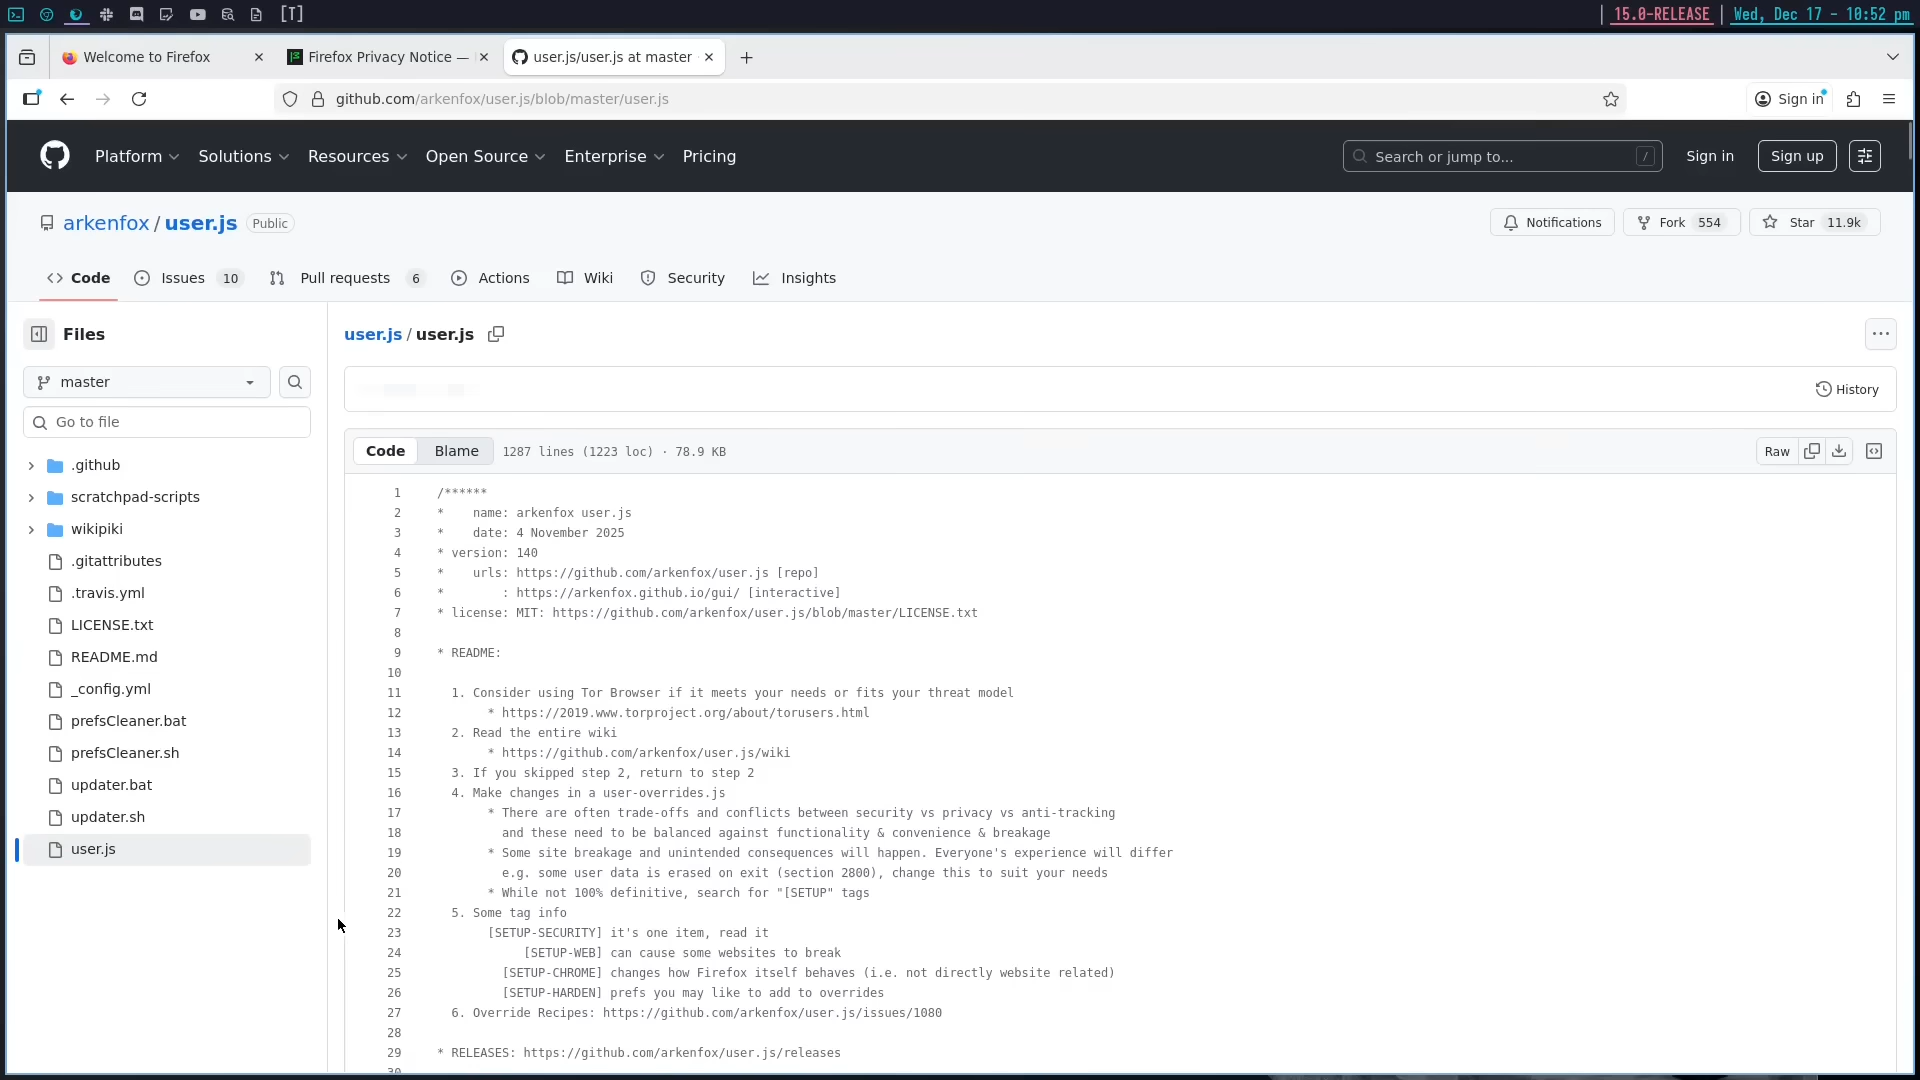 [T]
15.0-RELEASE
Wed, Dec 17 - 10:52 pm
Welcome to Firefox
Firefox Privacy Notice —
user.js/user.js at master
github.com/arkenfox/user.js/blob/master/user.js
Sign in
Platform
Solutions
Resources
Open Source
Enterprise
Pricing
Search or jump to...
/
Sign in
Sign up
arkenfox / user.js
Public
Notifications
Fork 554
Star 11.9k
Code
Issues 10
Pull requests 6
Actions
Wiki
Security
Insights
Files
master
Go to file
.github
scratchpad-scripts
wikipiki
.gitattributes
.travis.yml
LICENSE.txt
README.md
_config.yml
prefsCleaner.bat
prefsCleaner.sh
updater.bat
updater.sh
user.js
user.js / user.js
History
Code
Blame
1287 lines (1223 loc) · 78.9 KB
Raw
1 /******
2 *    name: arkenfox user.js
3 *    date: 4 November 2025
4 * version: 140
5 *    urls: https://github.com/arkenfox/user.js [repo]
6 *        : https://arkenfox.github.io/gui/ [interactive]
7 * license: MIT: https://github.com/arkenfox/user.js/blob/master/LICENSE.txt
8
9 * README:
10
11   1. Consider using Tor Browser if it meets your needs or fits your threat model
12        * https://2019.www.torproject.org/about/torusers.html
13   2. Read the entire wiki
14        * https://github.com/arkenfox/user.js/wiki
15   3. If you skipped step 2, return to step 2
16   4. Make changes in a user-overrides.js
17        * There are often trade-offs and conflicts between security vs privacy vs anti-tracking
18          and these need to be balanced against functionality & convenience & breakage
19        * Some site breakage and unintended consequences will happen. Everyone's experience will differ
20          e.g. some user data is erased on exit (section 2800), change this to suit your needs
21        * While not 100% definitive, search for "[SETUP" tags
22   5. Some tag info
23        [SETUP-SECURITY] it's one item, read it
24             [SETUP-WEB] can cause some websites to break
25          [SETUP-CHROME] changes how Firefox itself behaves (i.e. not directly website related)
26          [SETUP-HARDEN] prefs you may like to add to overrides
27   6. Override Recipes: https://github.com/arkenfox/user.js/issues/1080
28
29 * RELEASES: https://github.com/arkenfox/user.js/releases
30